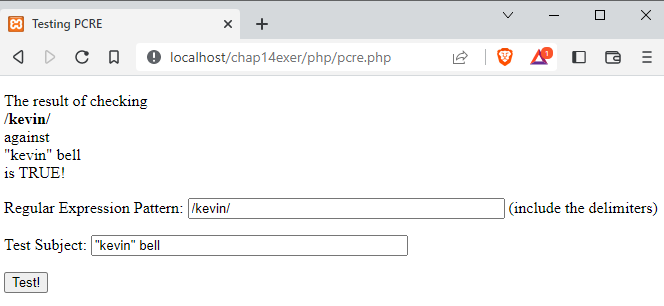 Testing PCRE
localhost/chap14exer/php/pcre.php
1
The result of checking
/kevin/
against
"kevin" bell
is TRUE!
Regular Expression Pattern: /kevin/ (include the delimiters)
Test Subject: "kevin" bell
Test!